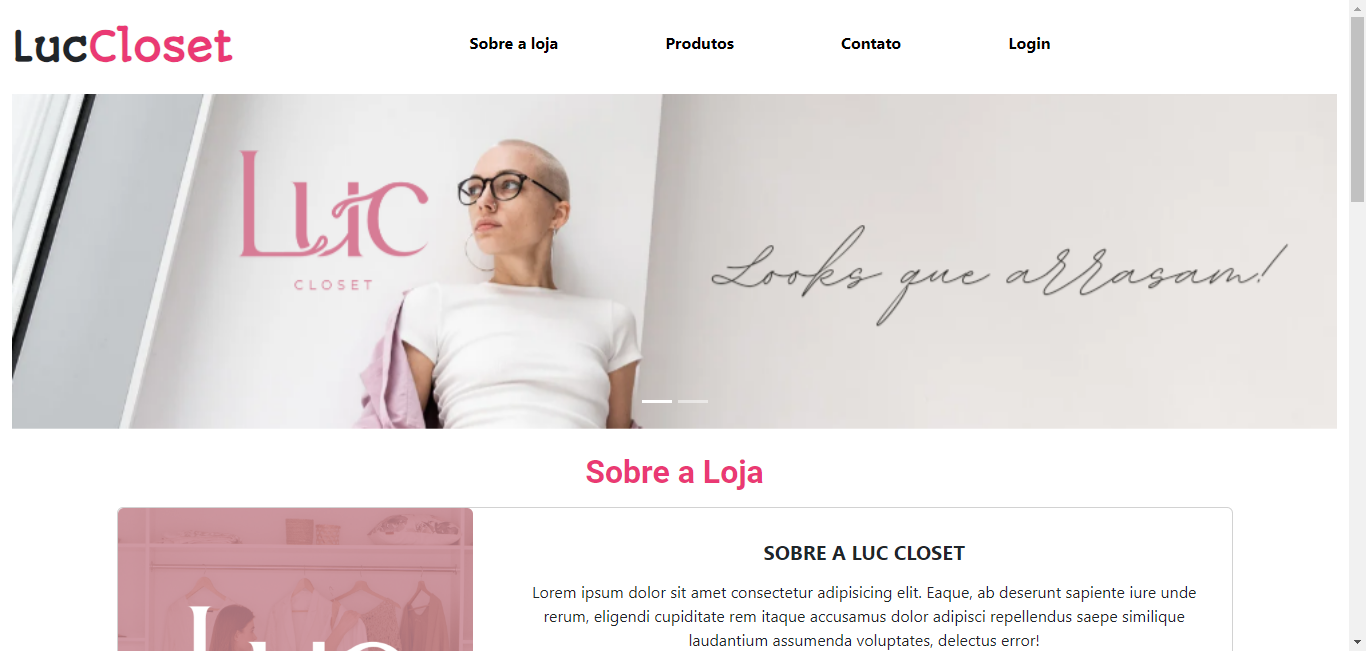 LucCloset
Sobre a loja
Produtos
Contato
Login
Luc
CLOSET
Looks que arrasam!
Sobre a Loja
SOBRE A LUC CLOSET
Lorem ipsum dolor sit amet consectetur adipisicing elit. Eaque, ab deserunt sapiente iure unde
rerum, eligendi cupiditate rem itaque accusamus dolor adipisci repellendus saepe similique
laudantium assumenda voluptates, delectus error!